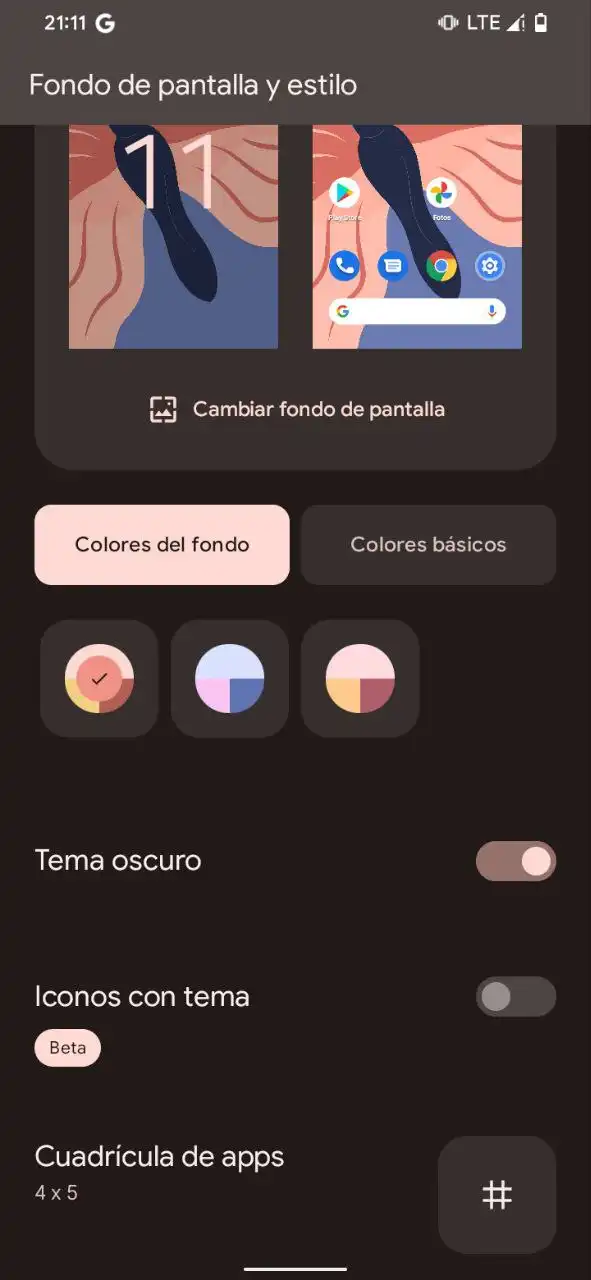 21:11 G LTE
Fondo de pantalla y estilo
11
Play Store
Fotos
Cambiar fondo de pantalla
Colores del fondo
Colores básicos
Tema oscuro
Iconos con tema
Beta
Cuadrícula de apps
4 x 5